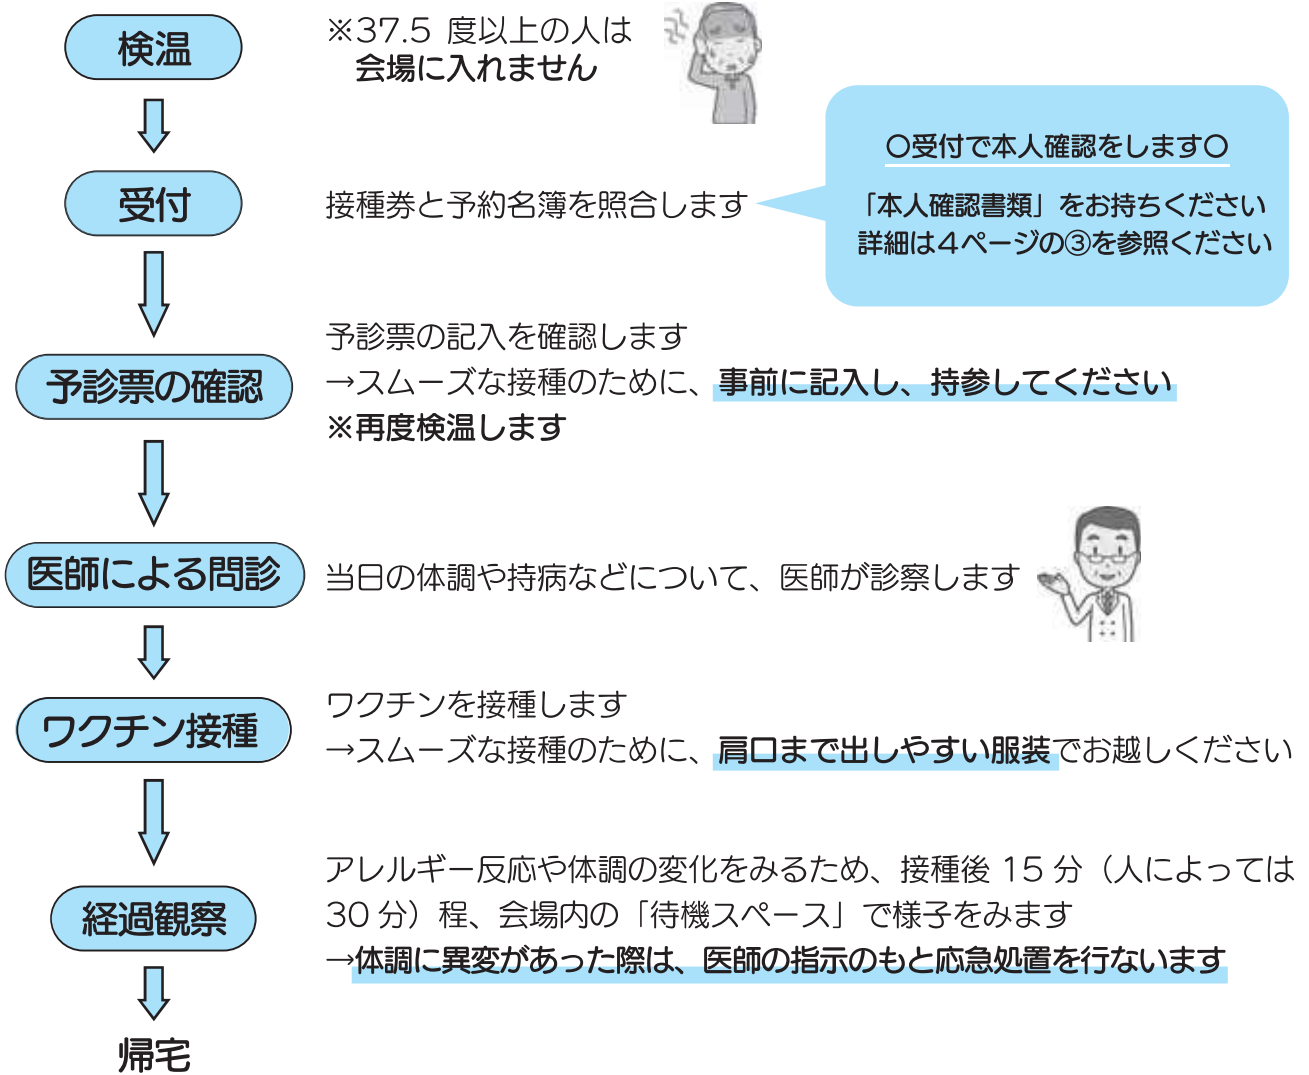 検温
※37.5 度以上の人は
会場に入れません
受付
接種券と予約名簿を照合します
〇受付で本人確認をします〇
「本人確認書類」をお持ちください
詳細は４ページの③を参照ください
予診票の確認
予診票の記入を確認します
→スムーズな接種のために、事前に記入し、持参してください
※再度検温します
医師による問診
当日の体調や持病などについて、医師が診察します
ワクチン接種
ワクチンを接種します
→スムーズな接種のために、肩口まで出しやすい服装でお越しください
経過観察
アレルギー反応や体調の変化をみるため、接種後 15 分（人によっては
30 分）程、会場内の「待機スペース」で様子をみます
→体調に異変があった際は、医師の指示のもと応急処置を行ないます
帰宅